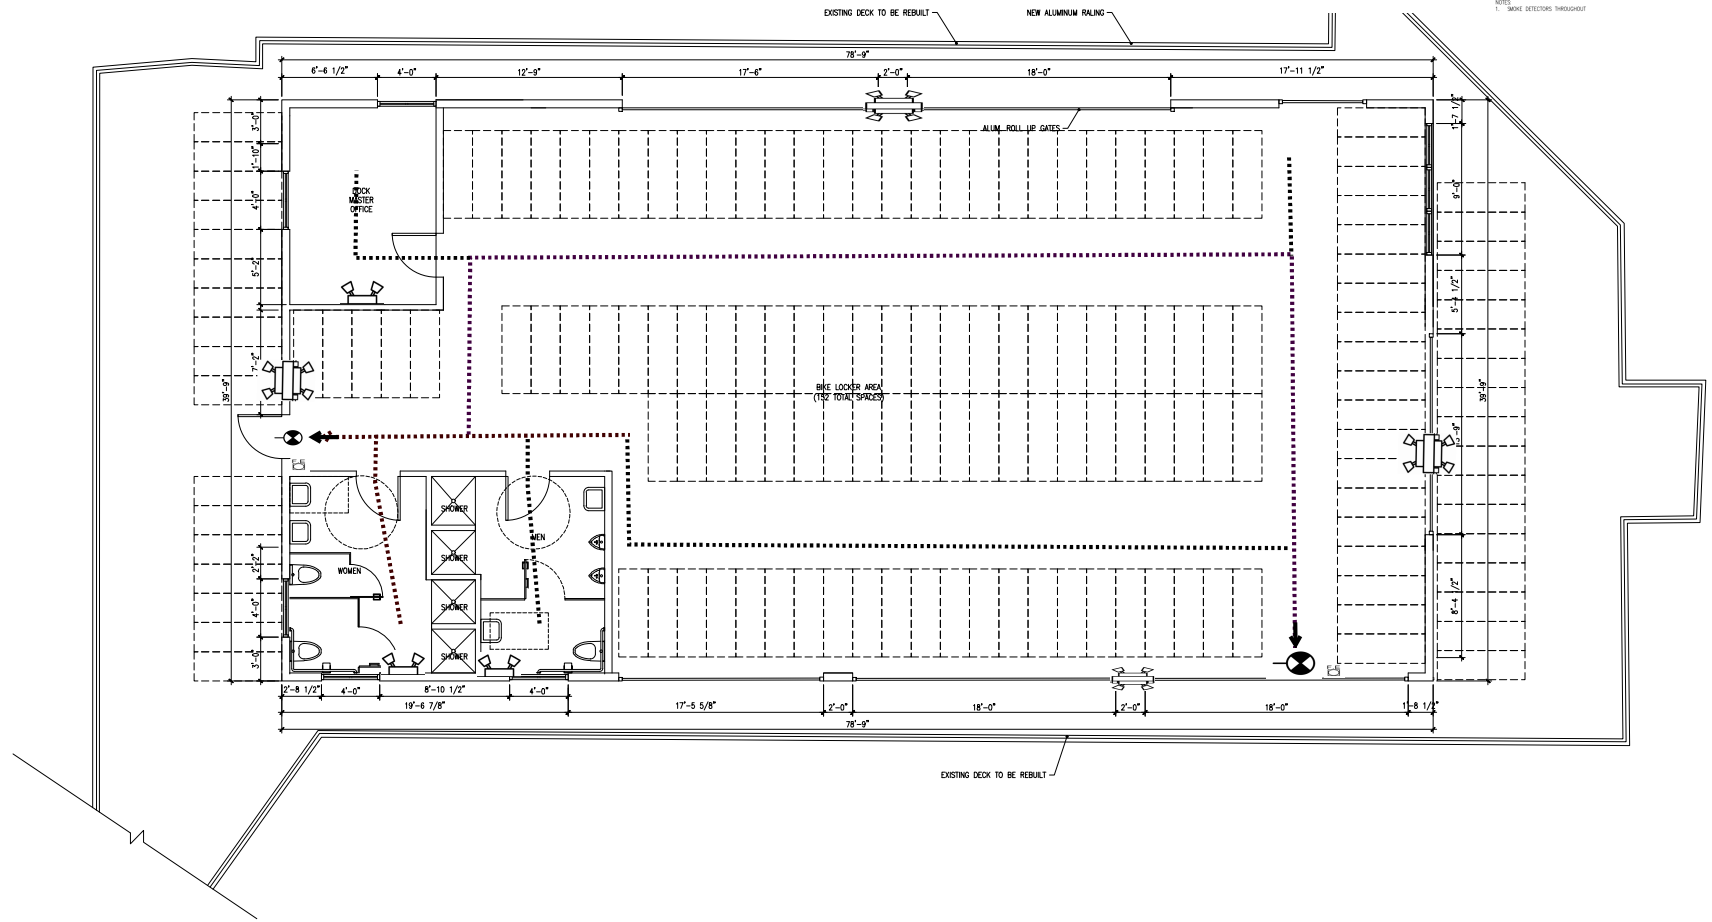 NOTES
1. SMOKE DETECTORS THROUGHOUT
EXISTING DECK TO BE REBUILT
NEW ALUMINUM RALING
78'-9"
6'-6 1/2"
4'-0"
12'-9"
17'-6"
2'-0"
18'-0"
17'-11 1/2"
ALUM. ROLL UP GATES
3'-0"
1'-10"
4'-0"
5'-2"
7'-2"
39'-9"
2'-2"
4'-0"
3'-0"
DOCK
MASTER
OFFICE
BIKE LOCKER AREA
(152 TOTAL SPACES)
1'-7 1/2"
9'-0"
5'-4 1/2"
39'-9"
8'-4 1/2"
SHOWER
SHOWER
SHOWER
SHOWER
MEN
WOMEN
2'-8 1/2"
4'-0"
8'-10 1/2"
4'-0"
19'-6 7/8"
17'-5 5/8"
2'-0"
18'-0"
2'-0"
18'-0"
1'-8 1/2"
78'-9"
EXISTING DECK TO BE REBUILT